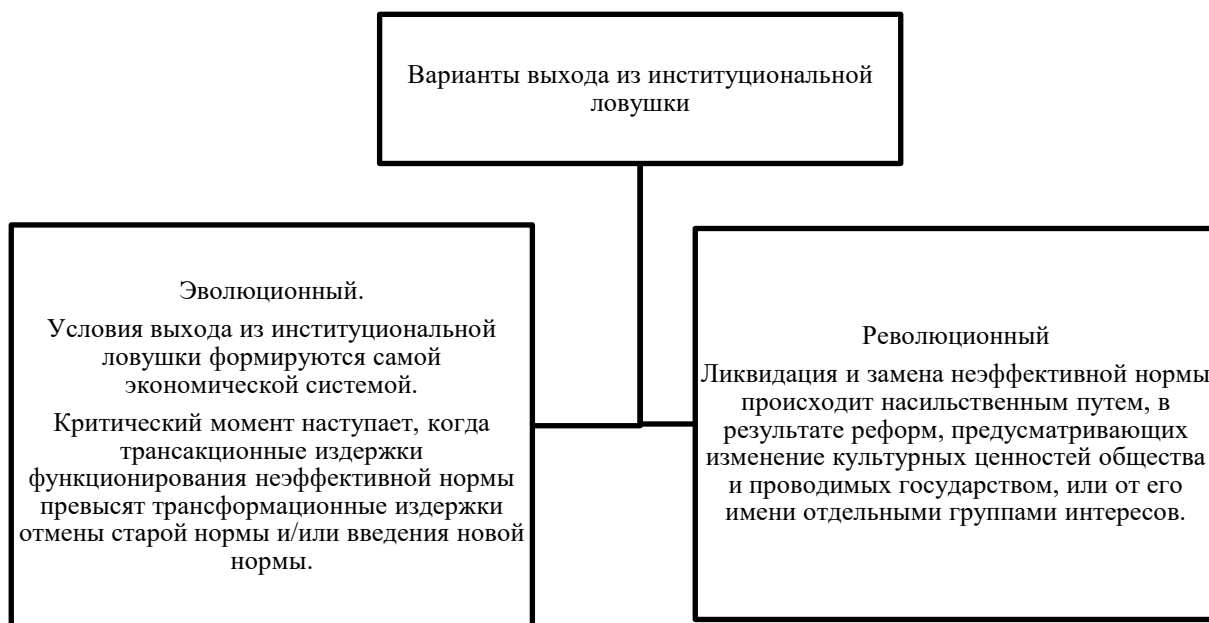 Варианты выхода из институциональной
ловушки
Эволюционный.
Условия выхода из институциональной
ловушки формируются самой
экономической системой.
Критический момент наступает, когда
трансакционные издержки
функционирования неэффективной нормы
превысят трансформационные издержки
отмены старой нормы и/или введения новой
нормы.
Революционный
Ликвидация и замена неэффективной нормы
происходит насильственным путем, в
результате реформ, предусматривающих
изменение культурных ценностей общества
и проводимых государством, или от его
имени отдельными группами интересов.